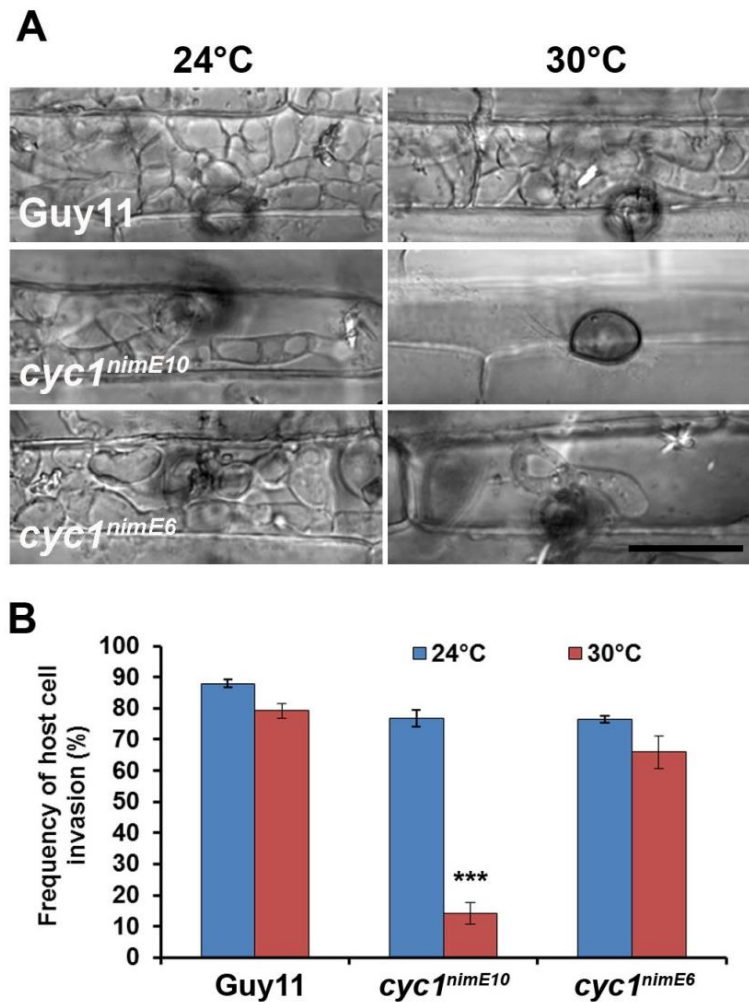 A
24°C 30°C
Guy11
cyc1nimE10
cyc1nimE6
B
100
90
80
70
60
50
40
30
20
10
0
Frequency of host cell
invasion (%)
24°C 30°C
***
Guy11 cyc1nimE10 cyc1nimE6